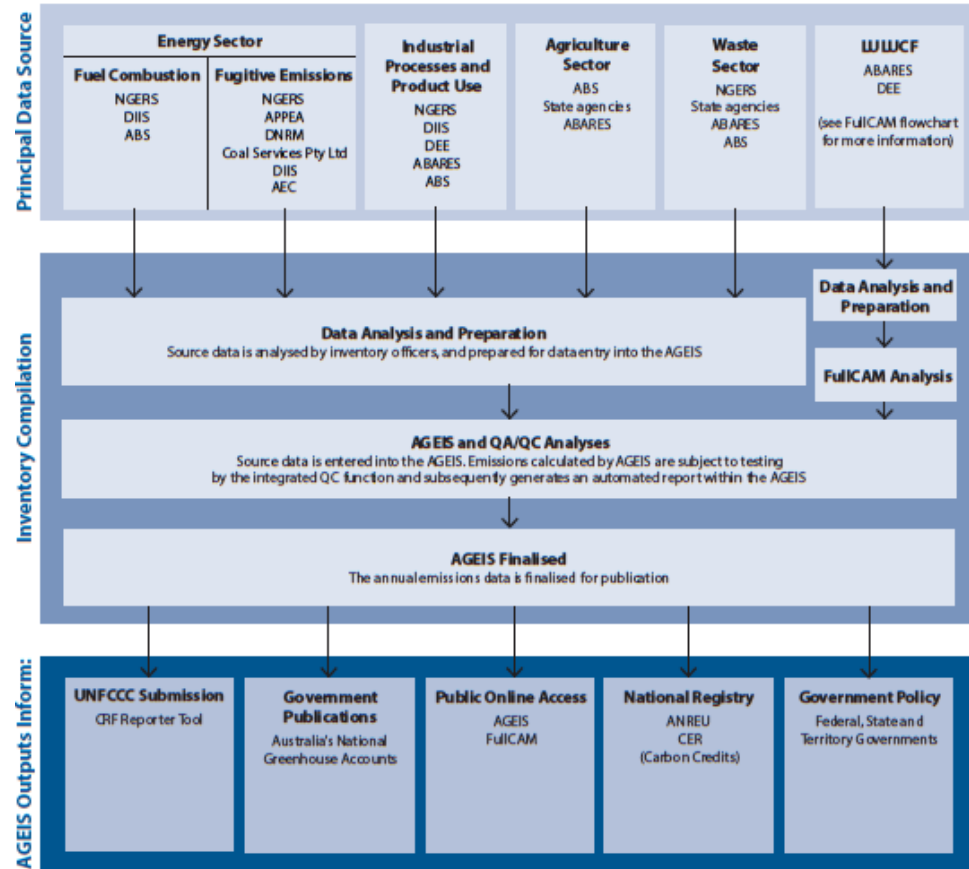 Principal Data Source
Energy Sector
Fuel Combustion
NGERS
DIIS
ABS
Fugitive Emissions
NGERS
APPEA
DNRM
Coal Services Pty Ltd
DIIS
AEC
Industrial
Processes and
Product Use
NGERS
DIIS
DEE
ABARES
ABS
Agriculture
Sector
ABS
State agencies
ABARES
Waste
Sector
NGERS
State agencies
ABARES
ABS
LULUCF
ABARES
DEE
(see FullCAM flowchart
for more information)
Inventory Compilation
Data Analysis and Preparation
Source data is analysed by inventory officers, and prepared for data entry into the AGEIS
Data Analysis and
Preparation
FullCAM Analysis
AGEIS and QA/QC Analyses
Source data is entered into the AGEIS. Emissions calculated by AGEIS are subject to testing
by the integrated QC function and subsequently generates an automated report within the AGEIS
AGEIS Finalised
The annual emissions data is finalised for publication
AGEIS Outputs Inform:
UNFCCC Submission
CRF Reporter Tool
Government
Publications
Australia's National
Greenhouse Accounts
Public Online Access
AGEIS
FullCAM
National Registry
ANREU
CER
(Carbon Credits)
Government Policy
Federal, State and
Territory Governments